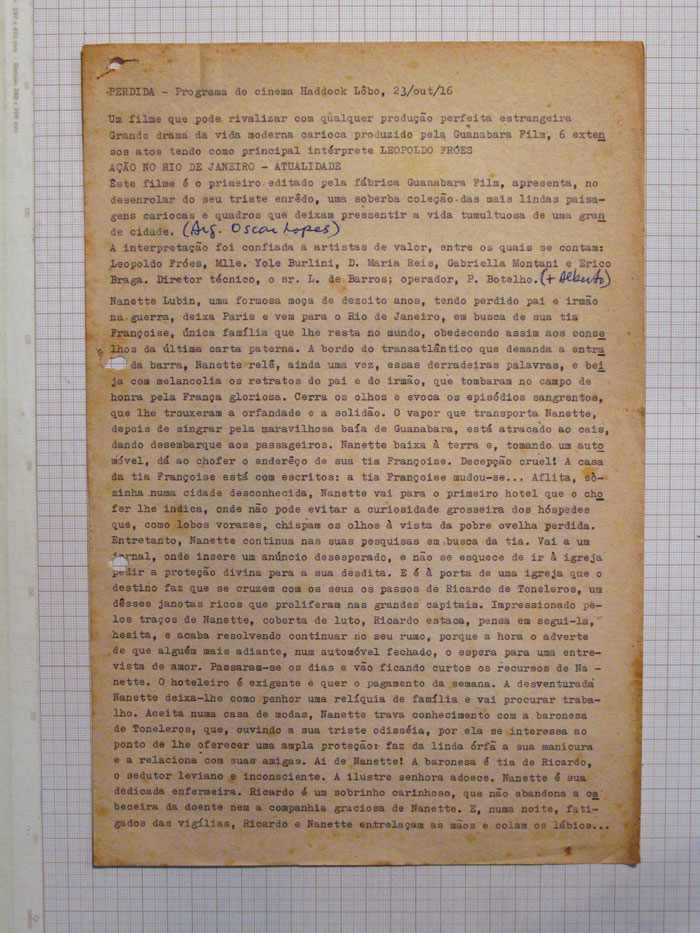 PERDIDA - Programa do cinema Haddock Lôbo, 23/out/16
Um filme que pode rivalizar com qualquer produção perfeita estrangeira
Grande drama da vida moderna carioca produzido pela Guanabara Film, 6 exten
sos atos tendo como principal intérprete LEOPOLDO FRÓES
AÇÃO NO RIO DE JANEIRO - ATUALIDADE
Êste filme é o primeiro editado pela fábrica Guanabara Film, apresenta, no
desenrolar do seu triste enrêdo, uma soberba coleção das mais lindas paisa-
gens cariocas e quadros que deixam pressentir a vida tumultuosa de uma gran
de cidade. (Arg. Oscar Lopes)
A interpretação foi confiada a artistas de valor, entre os quais se contam:
Leopoldo Fróes, Mlle. Yole Burlini, D. Maria Reis, Gabriella Montani e Erico
Braga. Diretor técnico, o sr. L. de Barros; operador, P. Botelho. (+ Alberto)
Nanette Lubin, uma formosa moça de dezoito anos, tendo perdido pai e irmão
na guerra, deixa Paris e vem para o Rio de Janeiro, em busca de sua tia
Françoise, única família que lhe resta no mundo, obedecendo assim aos conse
lhos da última carta paterna. A bordo do transatlântico que demanda a entra
da barra, Nanette relê, ainda uma vez, essas derradeiras palavras, e bei
ja com melancolia os retratos do pai e do irmão, que tombaram no campo de
honra pela França gloriosa. Cerra os olhos e evoca os episódios sangrentos,
que lhe trouxeram a orfandade e a solidão. O vapor que transporta Nanette,
depois de singrar pela maravilhosa baía de Guanabara, está atracado ao cais,
dando desembarque aos passageiros. Nanette baixa à terra e, tomando um auto
móvel, dá ao chofer o enderêço de sua tia Françoise. Decepção cruel! A casa
da tia Françoise está com escritos: a tia Françoise mudou-se... Aflita, sò-
zinha numa cidade desconhecida, Nanette vai para o primeiro hotel que o cho
fer lhe indica, onde não pode evitar a curiosidade grosseira dos hóspedes
que, como lobos vorazes, chispam os olhos à vista da pobre ovelha perdida.
Entretanto, Nanette continua nas suas pesquisas em busca da tia. Vai a um
jornal, onde insere um anúncio desesperado, e não se esquece de ir à igreja
pedir a proteção divina para a sua desdita. E é à porta de uma igreja que o
destino faz que se cruzem com os seus os passos de Ricardo de Toneleros, um
dêsses janotas ricos que proliferam nas grandes capitais. Impressionado pe-
los traços de Nanette, coberta de luto, Ricardo estaca, pensa em segui-la,
hesita, e acaba resolvendo continuar no seu rumo, porque a hora o adverte
de que alguém mais adiante, num automóvel fechado, o espera para uma entre-
vista de amor. Passaram-se os dias e vão ficando curtos os recursos de Na -
nette. O hoteleiro é exigente e quer o pagamento da semana. A desventurada
Nanette deixa-lhe como penhor uma relíquia de família e vai procurar traba-
lho. Aceita numa casa de modas, Nanette trava conhecimento com a baronesa
de Toneleros, que, ouvindo a sua triste odisséia, por ela se interessa ao
ponto de lhe oferecer uma ampla proteção: faz da linda órfã a sua manicura
e a relaciona com suas amigas. Ai de Nanette! A baronesa é tia de Ricardo,
o sedutor leviano e inconsciente. A ilustre senhora adoece. Nanette é sua
dedicada enfermeira. Ricardo é um sobrinho carinhoso, que não abandona a ca
beceira da doente nem a companhia graciosa de Nanette. E, numa noite, fati-
gados das vigílias, Ricardo e Nanette entrelaçam as mãos e colam os lábios...